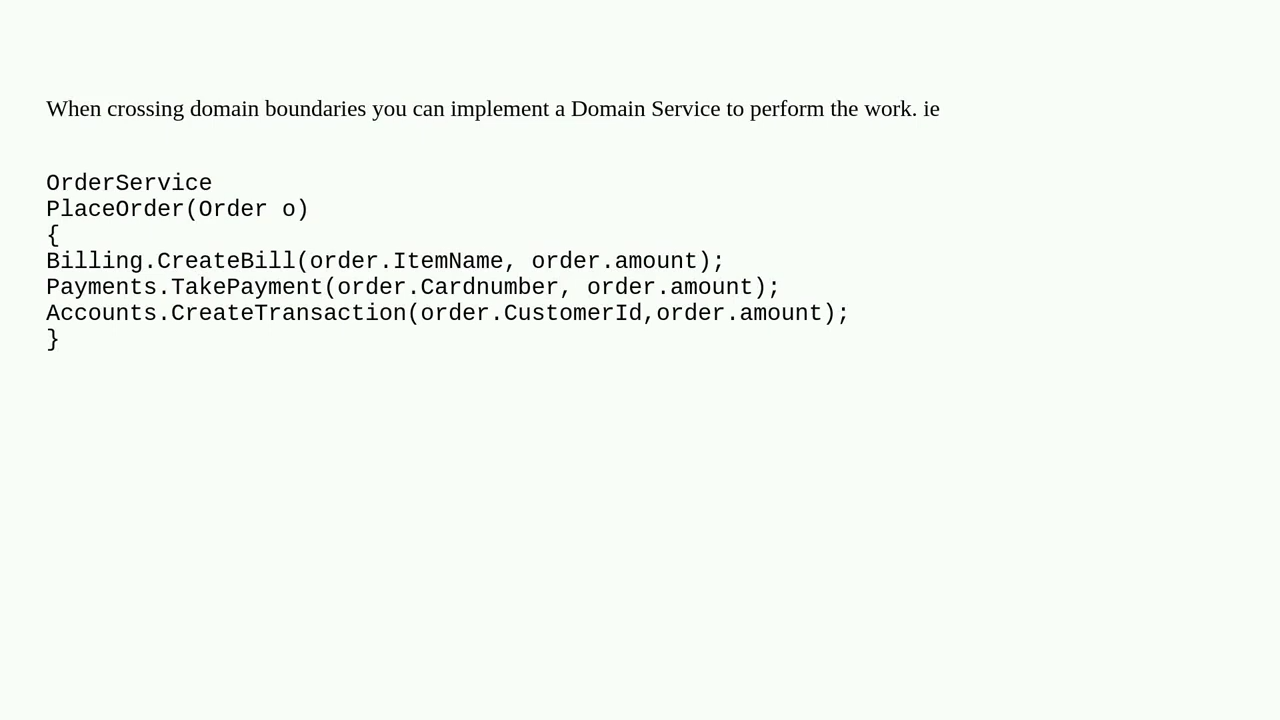 When crossing domain boundaries you can implement a Domain Service to perform the work. ie
OrderService
PlaceOrder(Order o)
{
Billing.CreateBill(order.ItemName, order.amount);
Payments.TakePayment(order.Cardnumber, order.amount);
Accounts.CreateTransaction(order.CustomerId,order.amount);
}